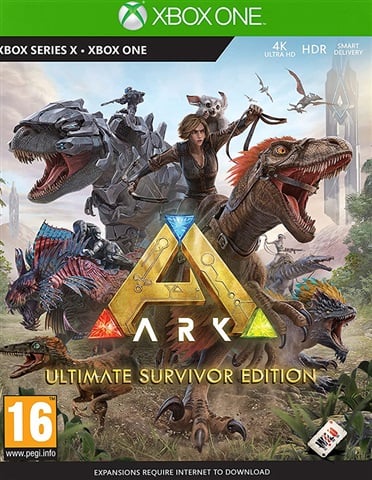 XBOX ONE
XBOX SERIES X • XBOX ONE
4K
ULTRA HD
HDR
SMART
DELIVERY
ARK
ULTIMATE SURVIVOR EDITION
16
www.pegi.info
EXPANSIONS REQUIRE INTERNET TO DOWNLOAD